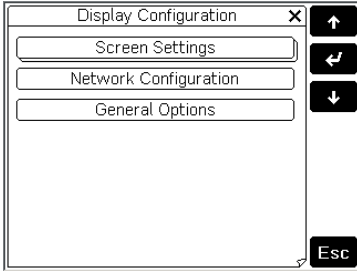 Display Configuration
Screen Settings
Network Configuration
General Options
Esc